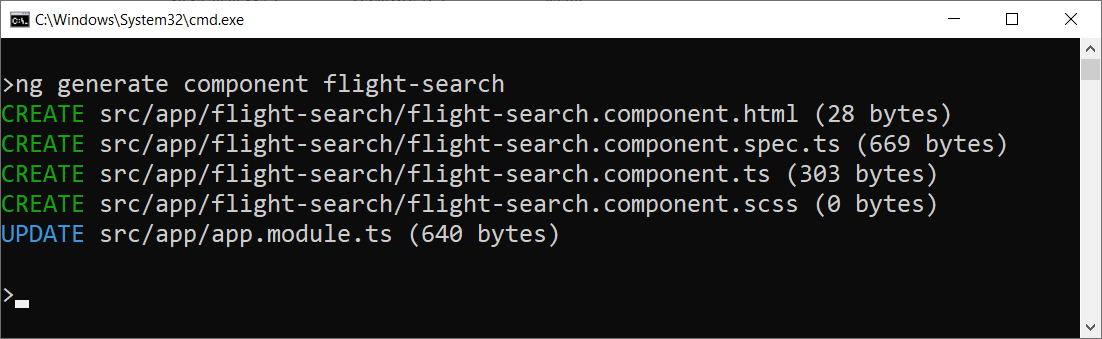 C:\Windows\System32\cmd.exe
>ng generate component flight-search
CREATE src/app/flight-search/flight-search.component.html (28 bytes)
CREATE src/app/flight-search/flight-search.component.spec.ts (669 bytes)
CREATE src/app/flight-search/flight-search.component.ts (303 bytes)
CREATE src/app/flight-search/flight-search.component.scss (0 bytes)
UPDATE src/app/app.module.ts (640 bytes)
>